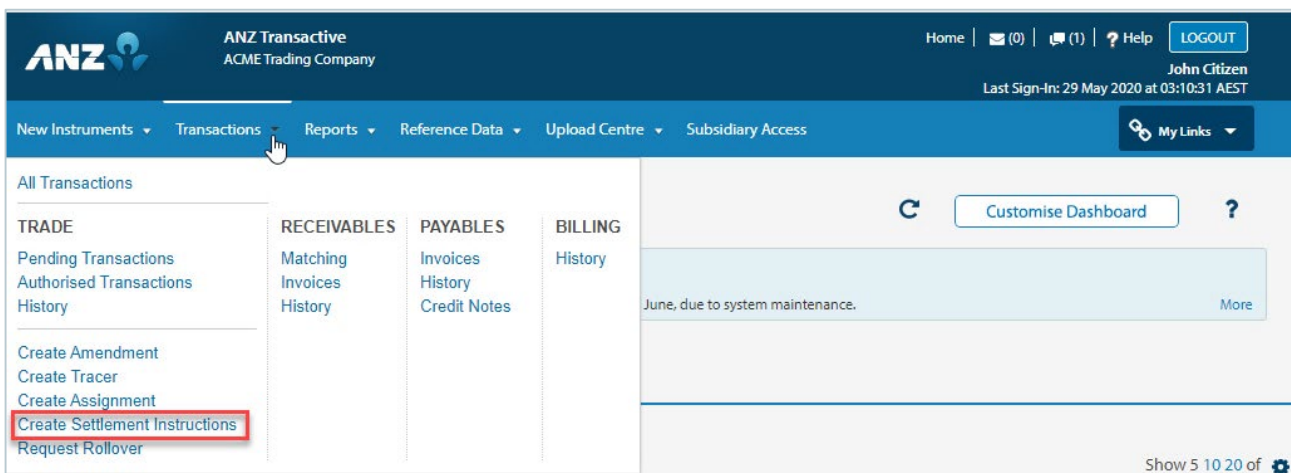 ANZ
ANZ Transactive
ACME Trading Company
Home (0) (1) ? Help LOGOUT
John Citizen
Last Sign-In: 29 May 2020 at 03:10:31 AEST
New Instruments Transactions Reports Reference Data Upload Centre Subsidiary Access My Links
All Transactions
Customise Dashboard ?
TRADE RECEIVABLES PAYABLES BILLING
Pending Transactions Matching Invoices History
Authorised Transactions Invoices History
History History Credit Notes
June, due to system maintenance. More
Create Amendment
Create Tracer
Create Assignment
Create Settlement Instructions
Request Rollover
Show 5 10 20 of